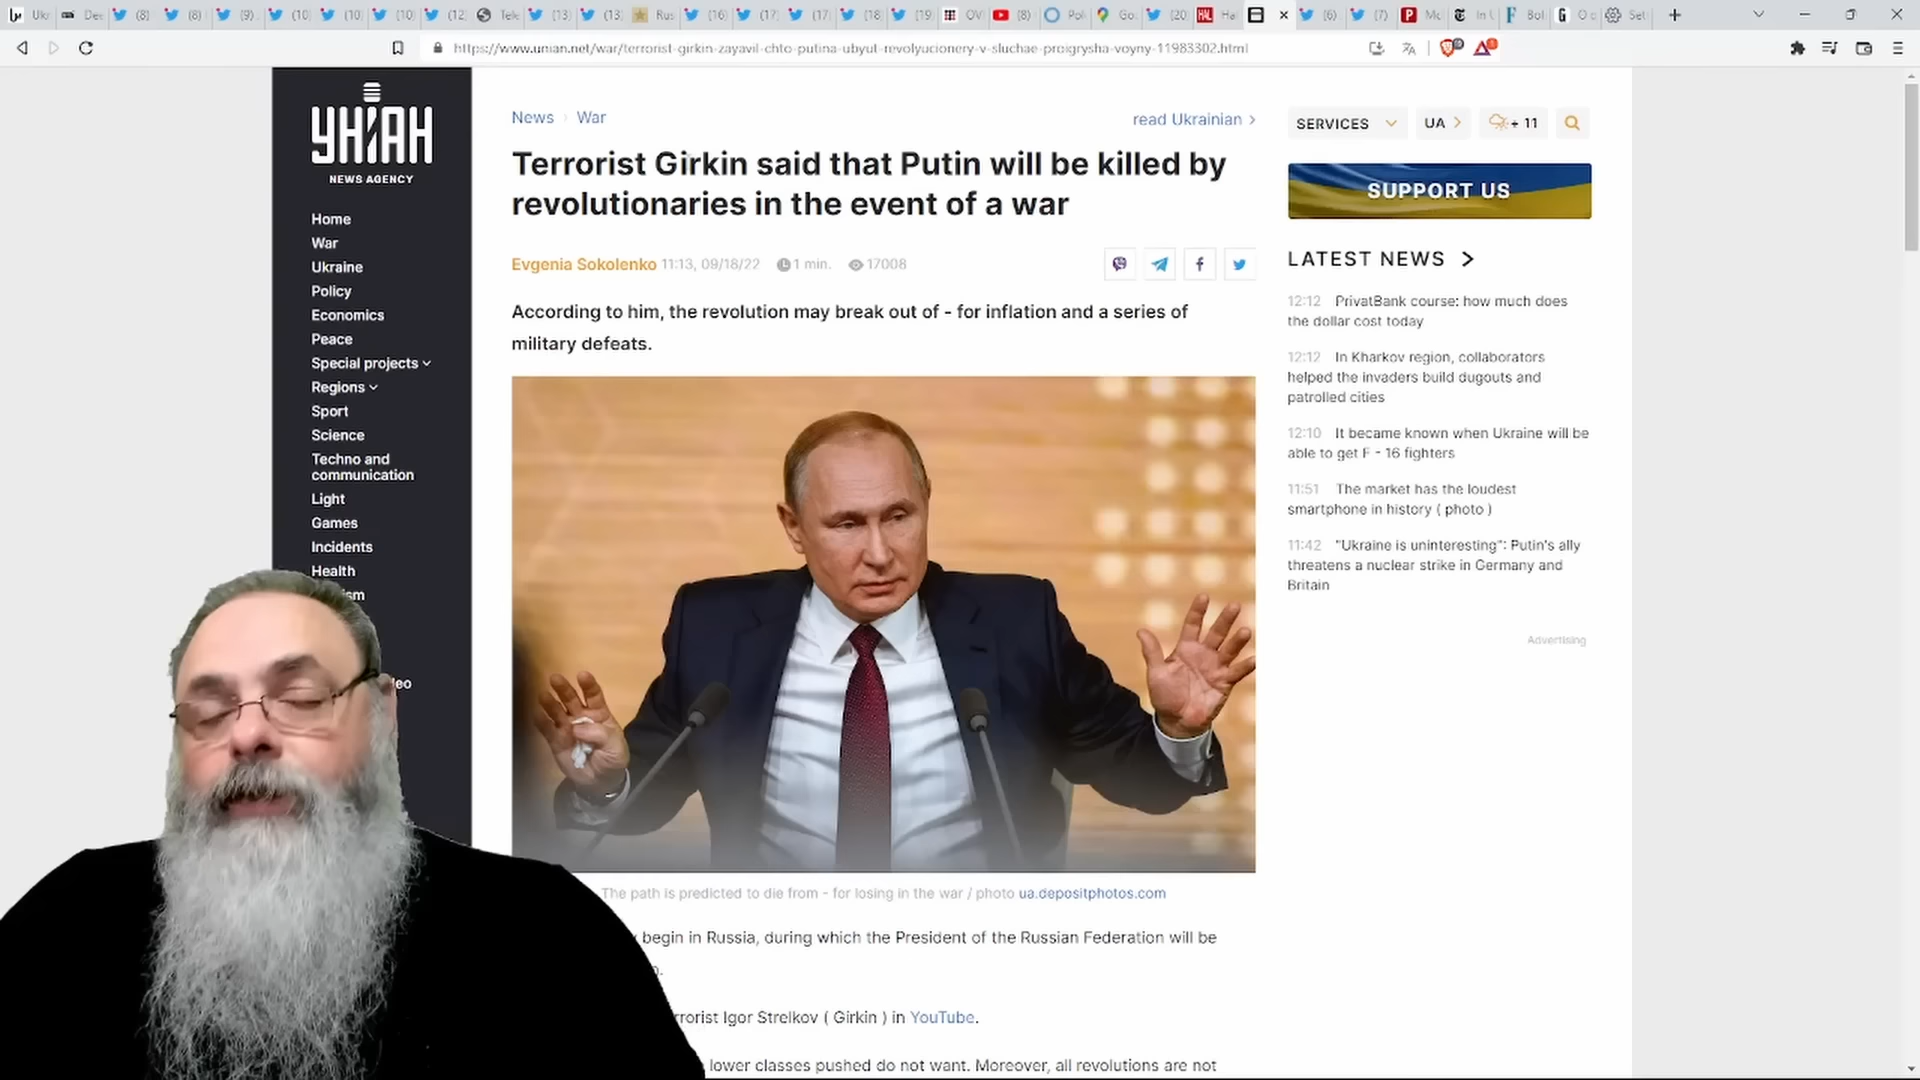 https://www.unian.net/war/terrorist-girkin-zayavil-chto-putina-ubyut-revolyucionery-v-sluchae-proigrysha-voyny-11983302.html
УНІАН
NEWS AGENCY
Home
War
Ukraine
Policy
Economics
Peace
Special projects
Regions
Sport
Science
Techno and
communication
Light
Games
Incidents
Health
News
War
read Ukrainian
Terrorist Girkin said that Putin will be killed by
revolutionaries in the event of a war
Evgenia Sokolenko 11:13, 09/18/22 1 min. 17008
According to him, the revolution may break out of - for inflation and a series of
military defeats.
The path is predicted to die from - for losing in the war / photo ua.depositphotos.com
begin in Russia, during which the President of the Russian Federation will be
Igor Strelkov ( Girkin ) in YouTube.
lower classes pushed do not want. Moreover, all revolutions are not
SERVICES
UA
+ 11
SUPPORT US
LATEST NEWS
12:12 PrivatBank course: how much does
the dollar cost today
12:12 In Kharkov region, collaborators
helped the invaders build dugouts and
patrolled cities
12:10 It became known when Ukraine will be
able to get F - 16 fighters
11:51 The market has the loudest
smartphone in history ( photo )
11:42 "Ukraine is uninteresting": Putin's ally
threatens a nuclear strike in Germany and
Britain
Advertising